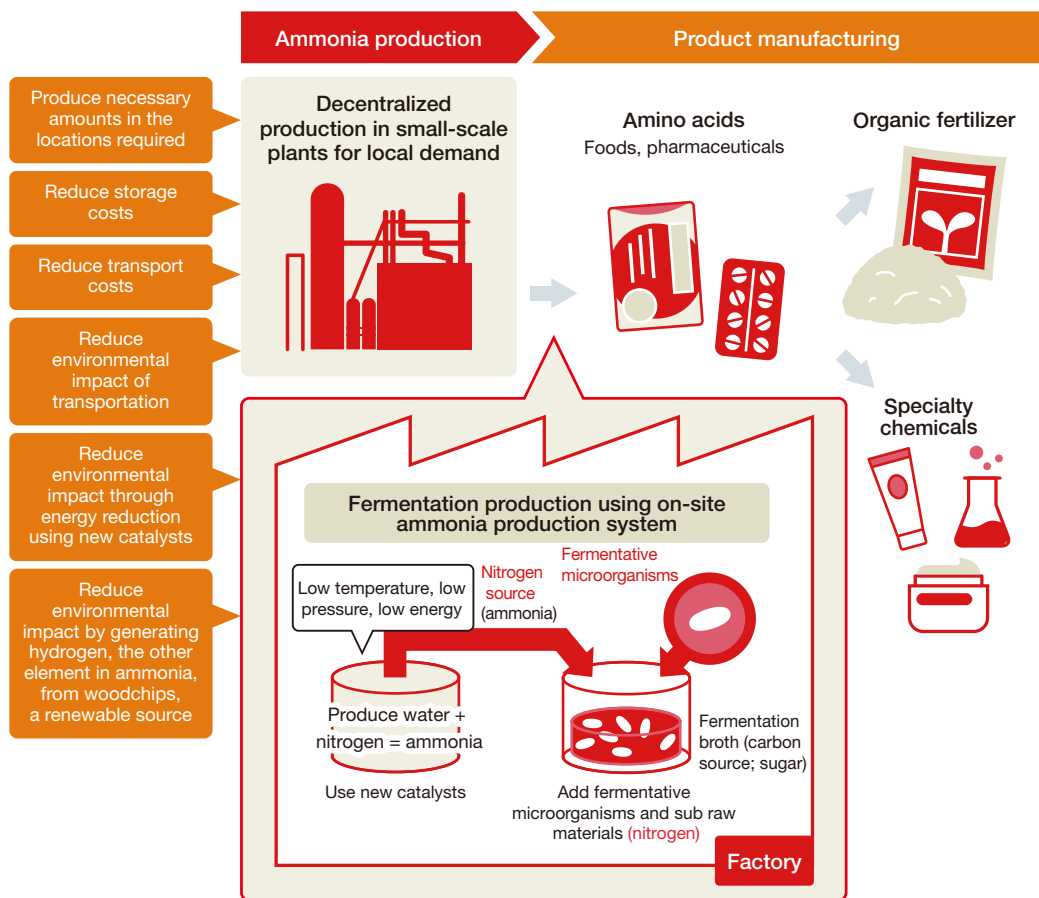 Ammonia production
Product manufacturing
Produce necessary
amounts in the
locations required
Reduce storage
costs
Reduce transport
costs
Reduce
environmental
impact of
transportation
Reduce
environmental
impact through
energy reduction
using new catalysts
Reduce
environmental
impact by generating
hydrogen, the other
element in ammonia,
from woodchips,
a renewable source
Decentralized
production in small-scale
plants for local demand
Amino acids
Foods, pharmaceuticals
Organic fertilizer
Specialty
chemicals
Fermentation production using on-site
ammonia production system
Low temperature, low
pressure, low energy
Nitrogen
source
(ammonia)
Fermentative
microorganisms
Produce water +
nitrogen = ammonia
Use new catalysts
Fermentation
broth (carbon
source; sugar)
Add fermentative
microorganisms and sub raw
materials (nitrogen)
Factory